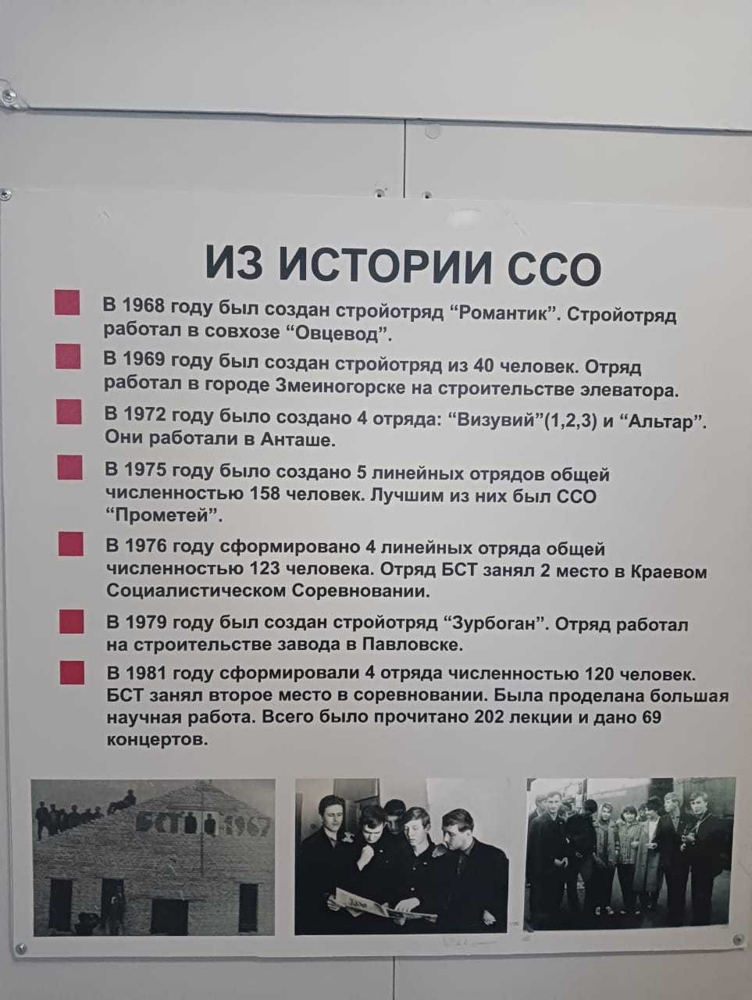 ИЗ ИСТОРИИ ССО
В 1968 году был создан стройотряд “Романтик”. Стройотряд
работал в совхозе “Овцевод”.
В 1969 году был создан стройотряд из 40 человек. Отряд
работал в городе Змеиногорске на строительстве элеватора.
В 1972 году было создано 4 отряда: “Визувий”(1,2,3) и “Альтар”.
Они работали в Анташе.
В 1975 году было создано 5 линейных отрядов общей
численностью 158 человек. Лучшим из них был ССО
“Прометей”.
В 1976 году сформировано 4 линейных отряда общей
численностью 123 человека. Отряд БСТ занял 2 место в Краевом
Социалистическом Соревновании.
В 1979 году был создан стройотряд “Зурбоган”. Отряд работал
на строительстве завода в Павловске.
В 1981 году сформировали 4 отряда численностью 120 человек.
БСТ занял второе место в соревновании. Была проделана большая
научная работа. Всего было прочитано 202 лекции и дано 69
концертов.
БСТ 1967